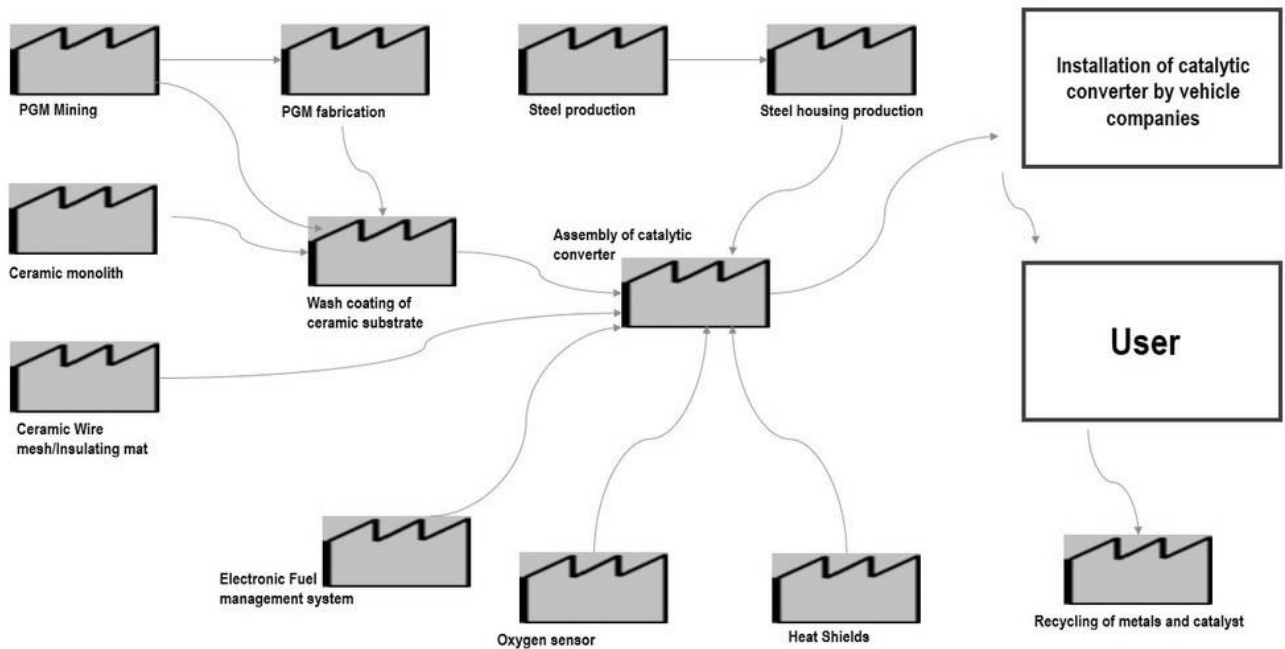 PGM Mining
PGM fabrication
Steel production
Steel housing production
Installation of catalytic
converter by vehicle
companies
Ceramic monolith
Wash coating of
ceramic substrate
Assembly of catalytic
converter
User
Ceramic Wire
mesh/Insulating mat
Electronic Fuel
management system
Oxygen sensor
Heat Shields
Recycling of metals and catalyst